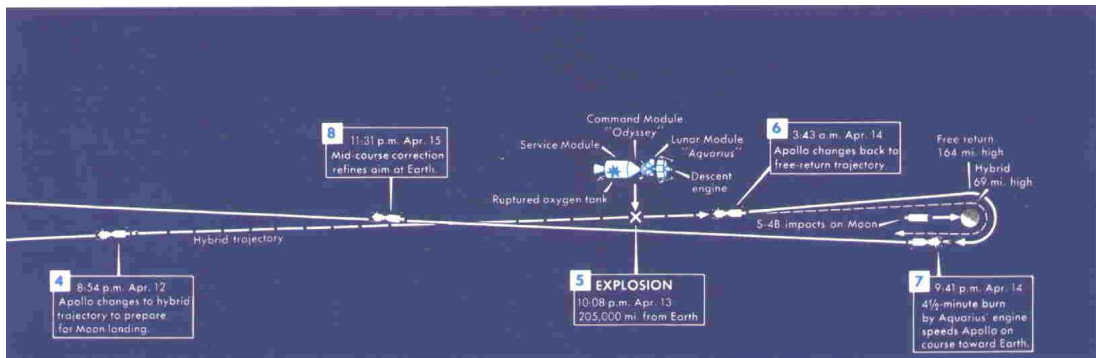 8
11:31 p.m. Apr. 15
Mid-course correction
refines aim at Earth.
Command Module
"Odyssey"
Service Module
Lunar Module
"Aquarius"
Descent
engine
Ruptured oxygen tank
6
3:43 a.m. Apr. 14
Apollo changes back to
free-return trajectory
Free return
164 mi. high
Hybrid
69 mi. high
S-4B impacts on Moon
Hybrid trajectory
4
8:54 p.m. Apr. 12
Apollo changes to hybrid
trajectory to prepare
for Moon landing.
5 EXPLOSION
10:08 p.m. Apr. 13
205,000 mi. from Earth
7
9:41 p.m. Apr. 14
4½-minute burn
by Aquarius' engine
speeds Apollo on
course toward Earth.